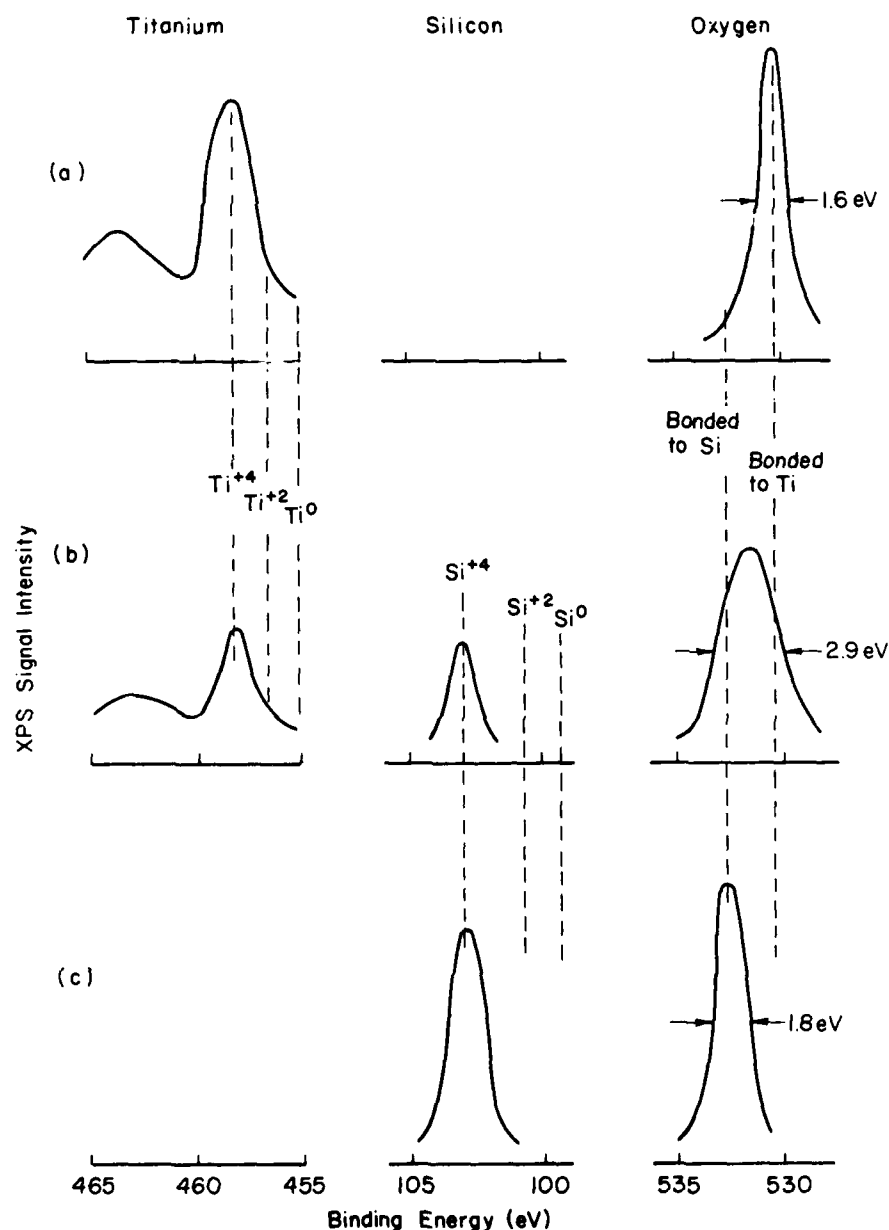 Titanium Silicon Oxygen
(a)
1.6 eV
Bonded
to Si
Bonded
to Ti
Ti+4
Ti+2
Ti0
XPS Signal Intensity
(b)
Si+4
Si+2
Si0
2.9 eV
(c)
1.8 eV
465 460 455 105 100 535 530
Binding Energy (eV)